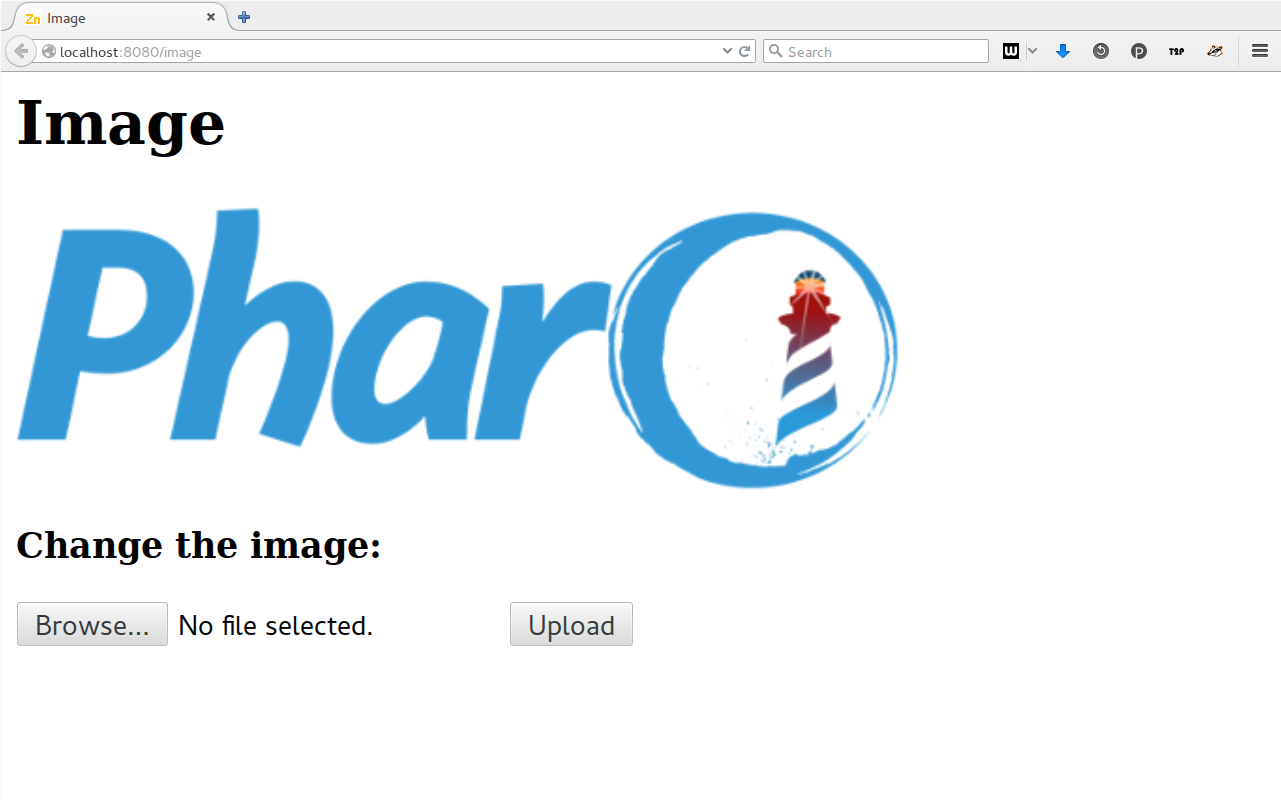 Zn Image
localhost:8080/image
Search
W
P
T2P
Image
Pharo
Change the image:
Browse... No file selected. Upload